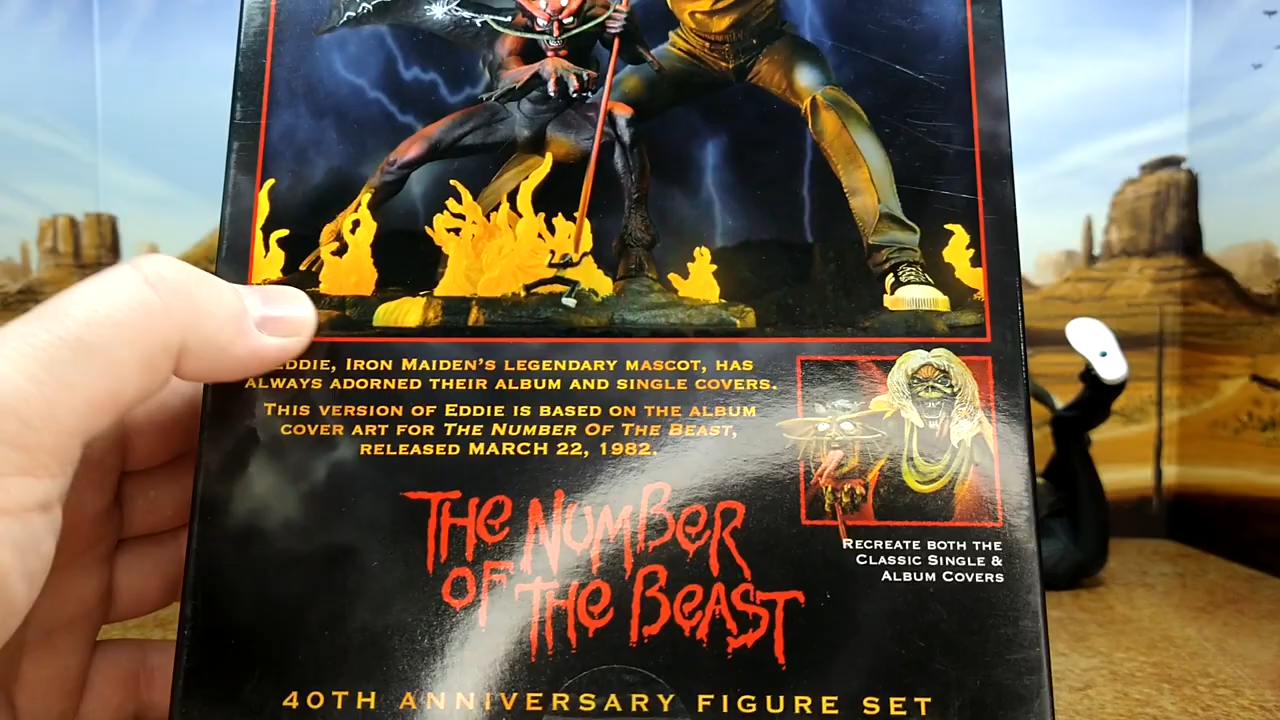 EDDIE, IRON MAIDEN'S LEGENDARY MASCOT, HAS
ALWAYS ADORNED THEIR ALBUM AND SINGLE COVERS.
THIS VERSION OF EDDIE IS BASED ON THE ALBUM
COVER ART FOR THE NUMBER OF THE BEAST,
RELEASED MARCH 22, 1982.
THE NUMBER
OF THE BEAST
RECREATE BOTH THE
CLASSIC SINGLE &
ALBUM COVERS
40TH ANNIVERSARY FIGURE SET